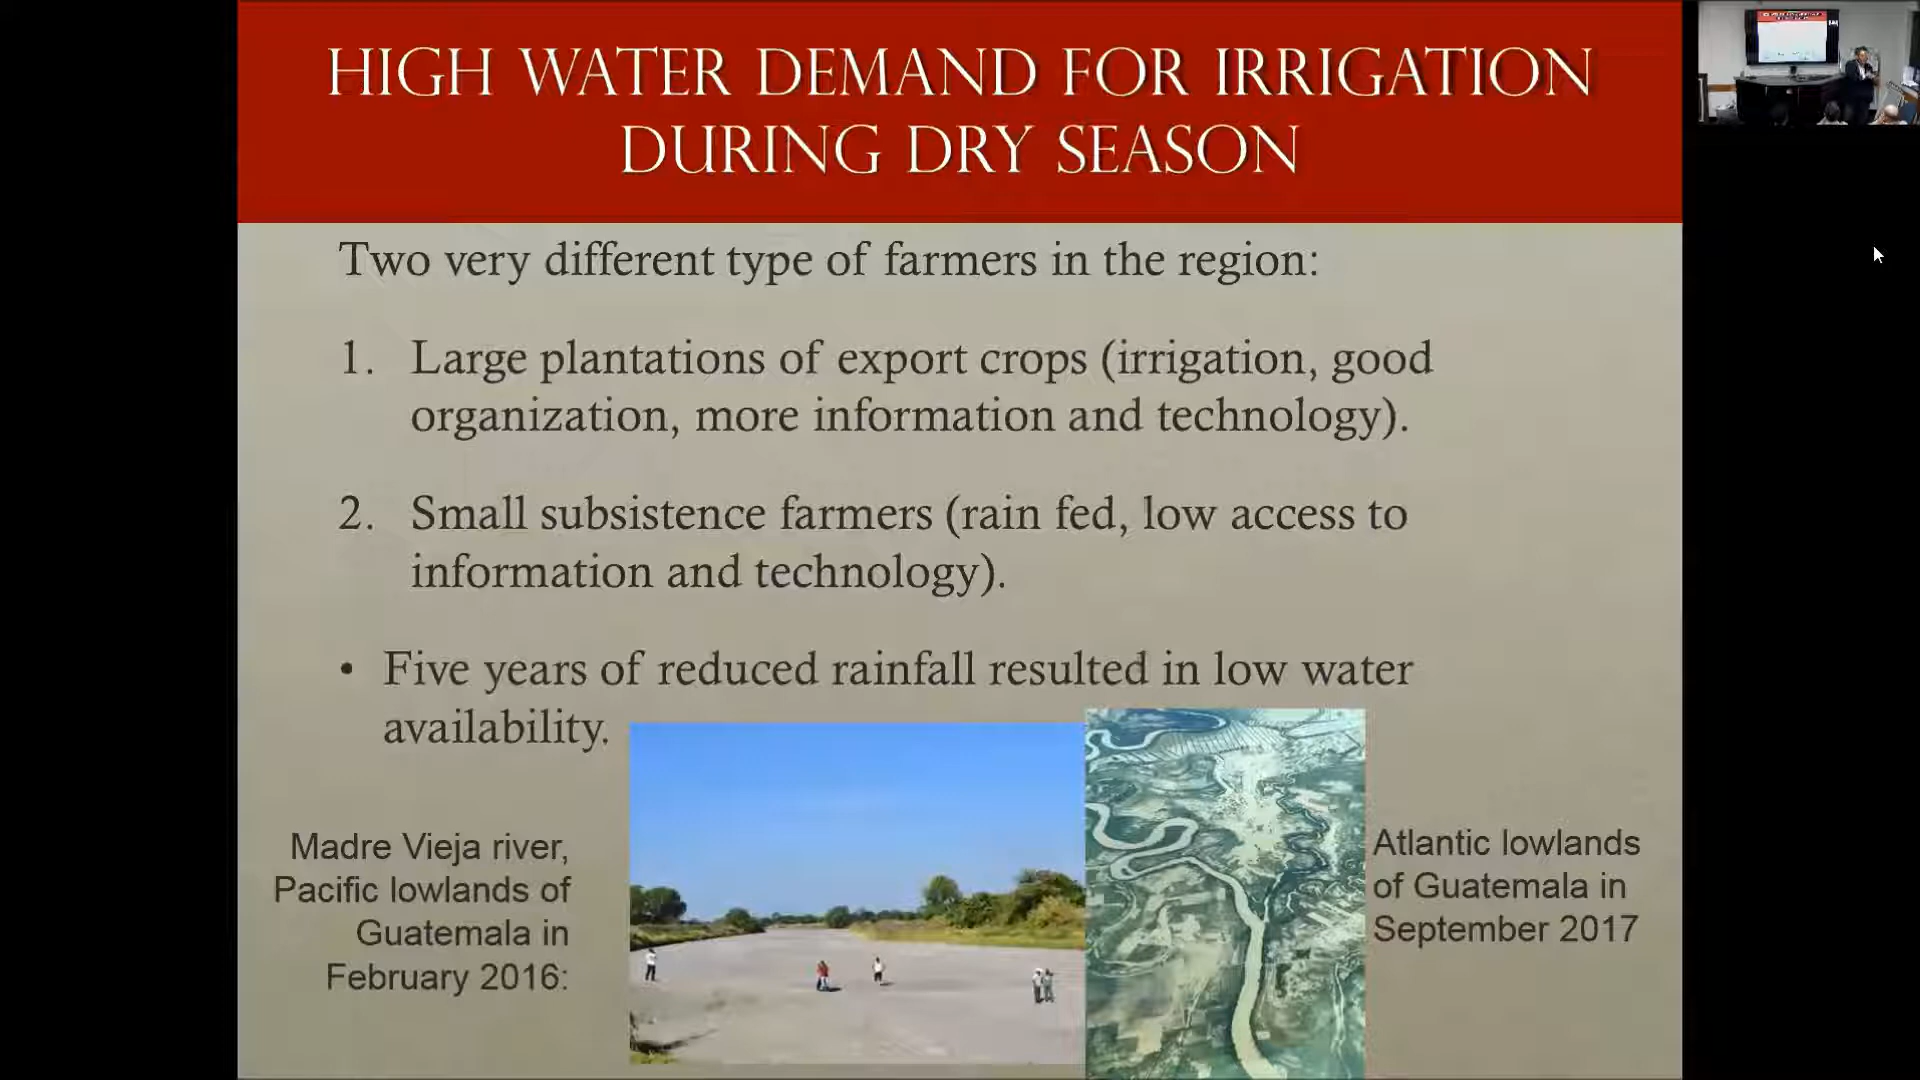 HIGH WATER DEMAND FOR IRRIGATION
DURING DRY SEASON
Two very different type of farmers in the region:
1. Large plantations of export crops (irrigation, good
organization, more information and technology).
2. Small subsistence farmers (rain fed, low access to
information and technology).
• Five years of reduced rainfall resulted in low water
availability.
Madre Vieja river,
Pacific lowlands of
Guatemala in
February 2016:
Atlantic lowlands
of Guatemala in
September 2017